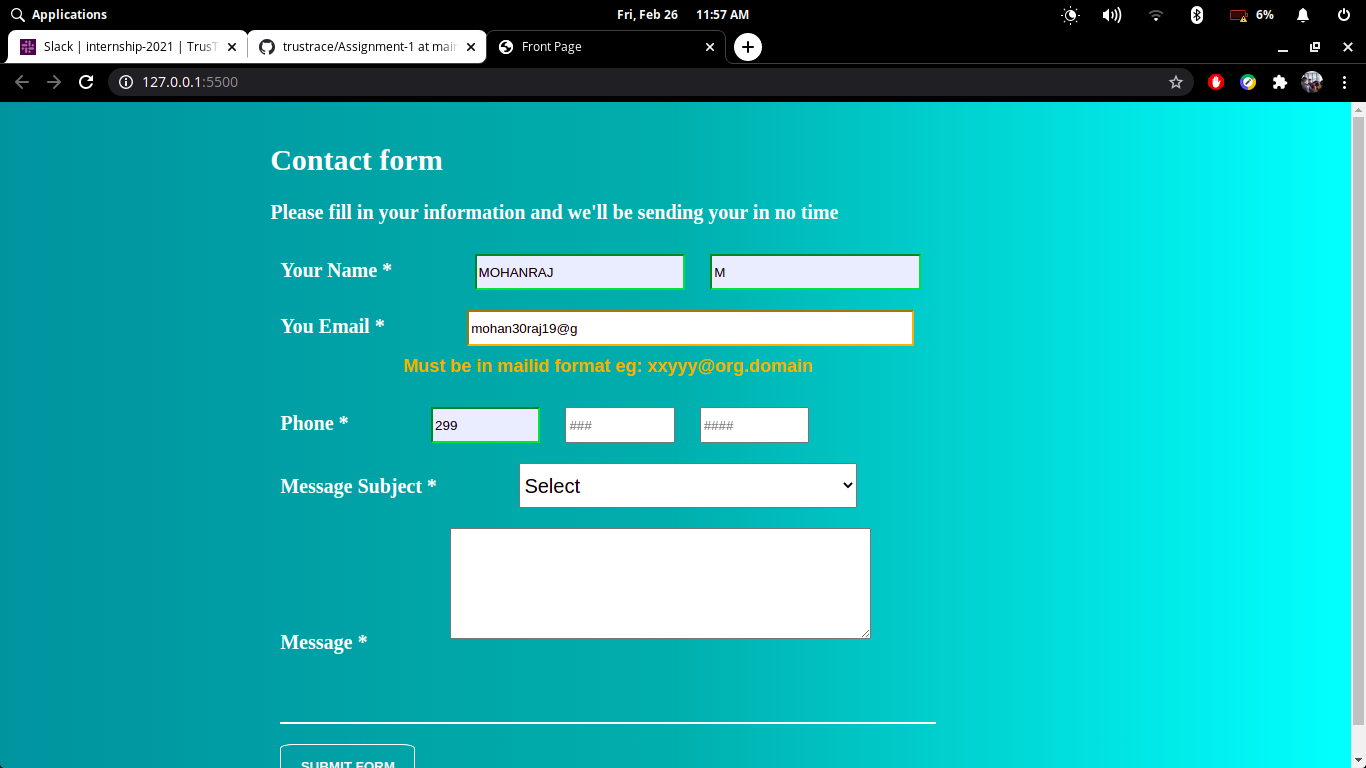 Applications Fri, Feb 26 11:57 AM 6%
Slack | internship-2021 | TrusT trustrace/Assignment-1 at mair Front Page
127.0.0.1:5500
Contact form
Please fill in your information and we'll be sending your in no time
Your Name * MOHANRAJ M
You Email * mohan30raj19@g
Must be in mailid format eg: xxyyy@org.domain
Phone * 299 ### ####
Message Subject * Select
Message *
SUBMIT FORM